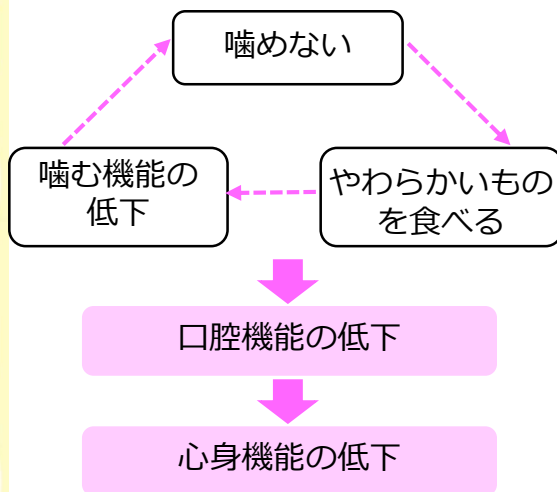 噛めない
噛む機能の
低下
やわらかいもの
を食べる
口腔機能の低下
心身機能の低下